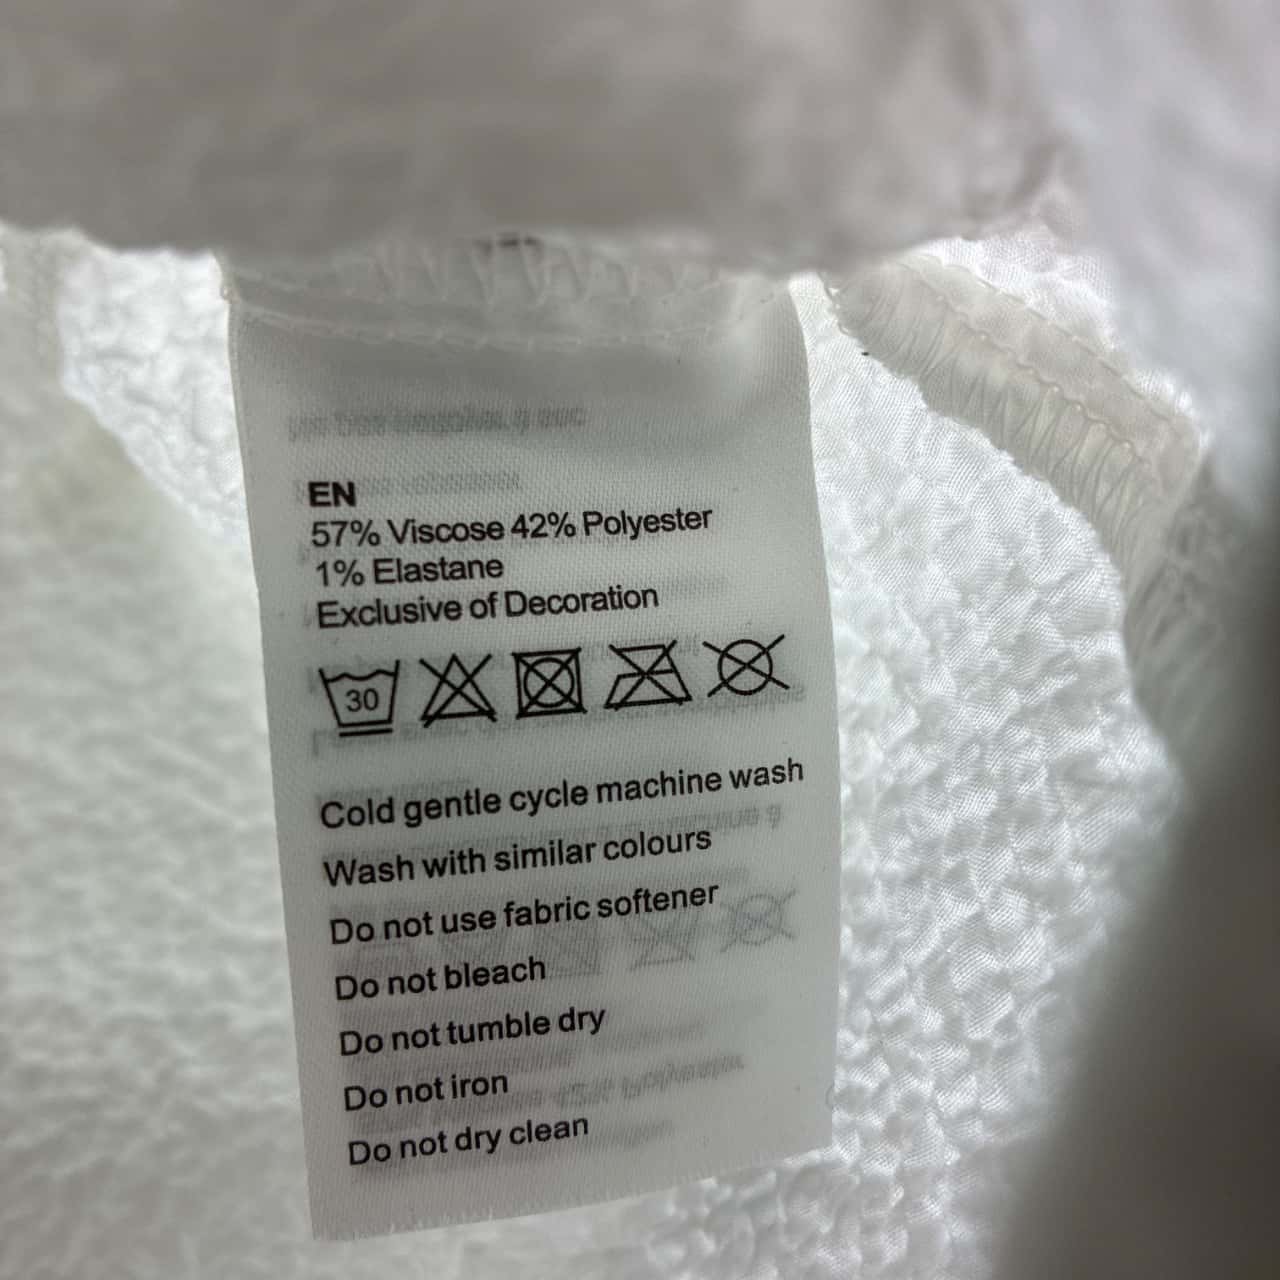 EN
57% Viscose 42% Polyester
1% Elastane
Exclusive of Decoration
30
Cold gentle cycle machine wash
Wash with similar colours
Do not use fabric softener
Do not bleach
Do not tumble dry
Do not iron
Do not dry clean